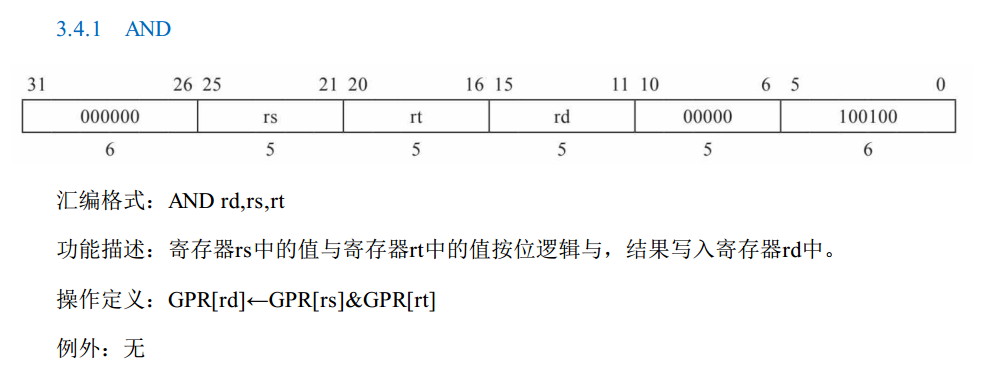 3.4.1 AND
31 26 25 21 20 16 15 11 10 6 5 0
000000 rs rt rd 00000 100100
6 5 5 5 5 6
汇编格式：AND rd,rs,rt
功能描述：寄存器rs中的值与寄存器rt中的值按位逻辑与，结果写入寄存器rd中。
操作定义：GPR[rd]←GPR[rs]&GPR[rt]
例外：无